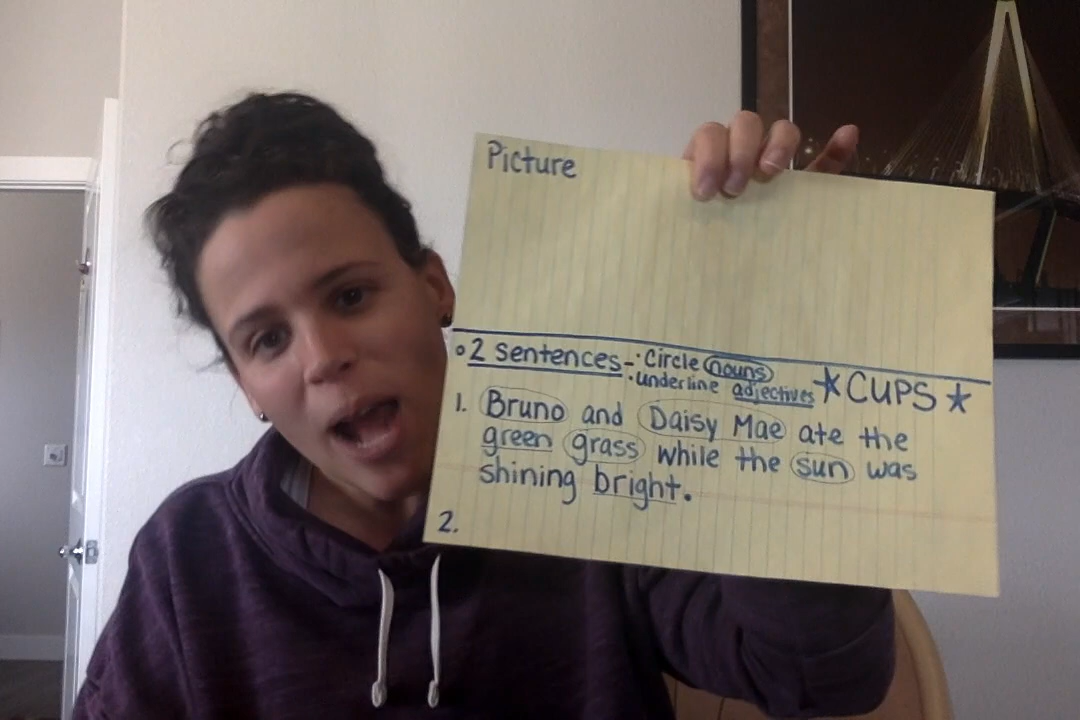 Picture
• 2 sentences - • Circle nouns
• underline adjectives
★ CUPS ★
1. Bruno and Daisy Mae ate the
green grass while the sun was
shining bright.
2.